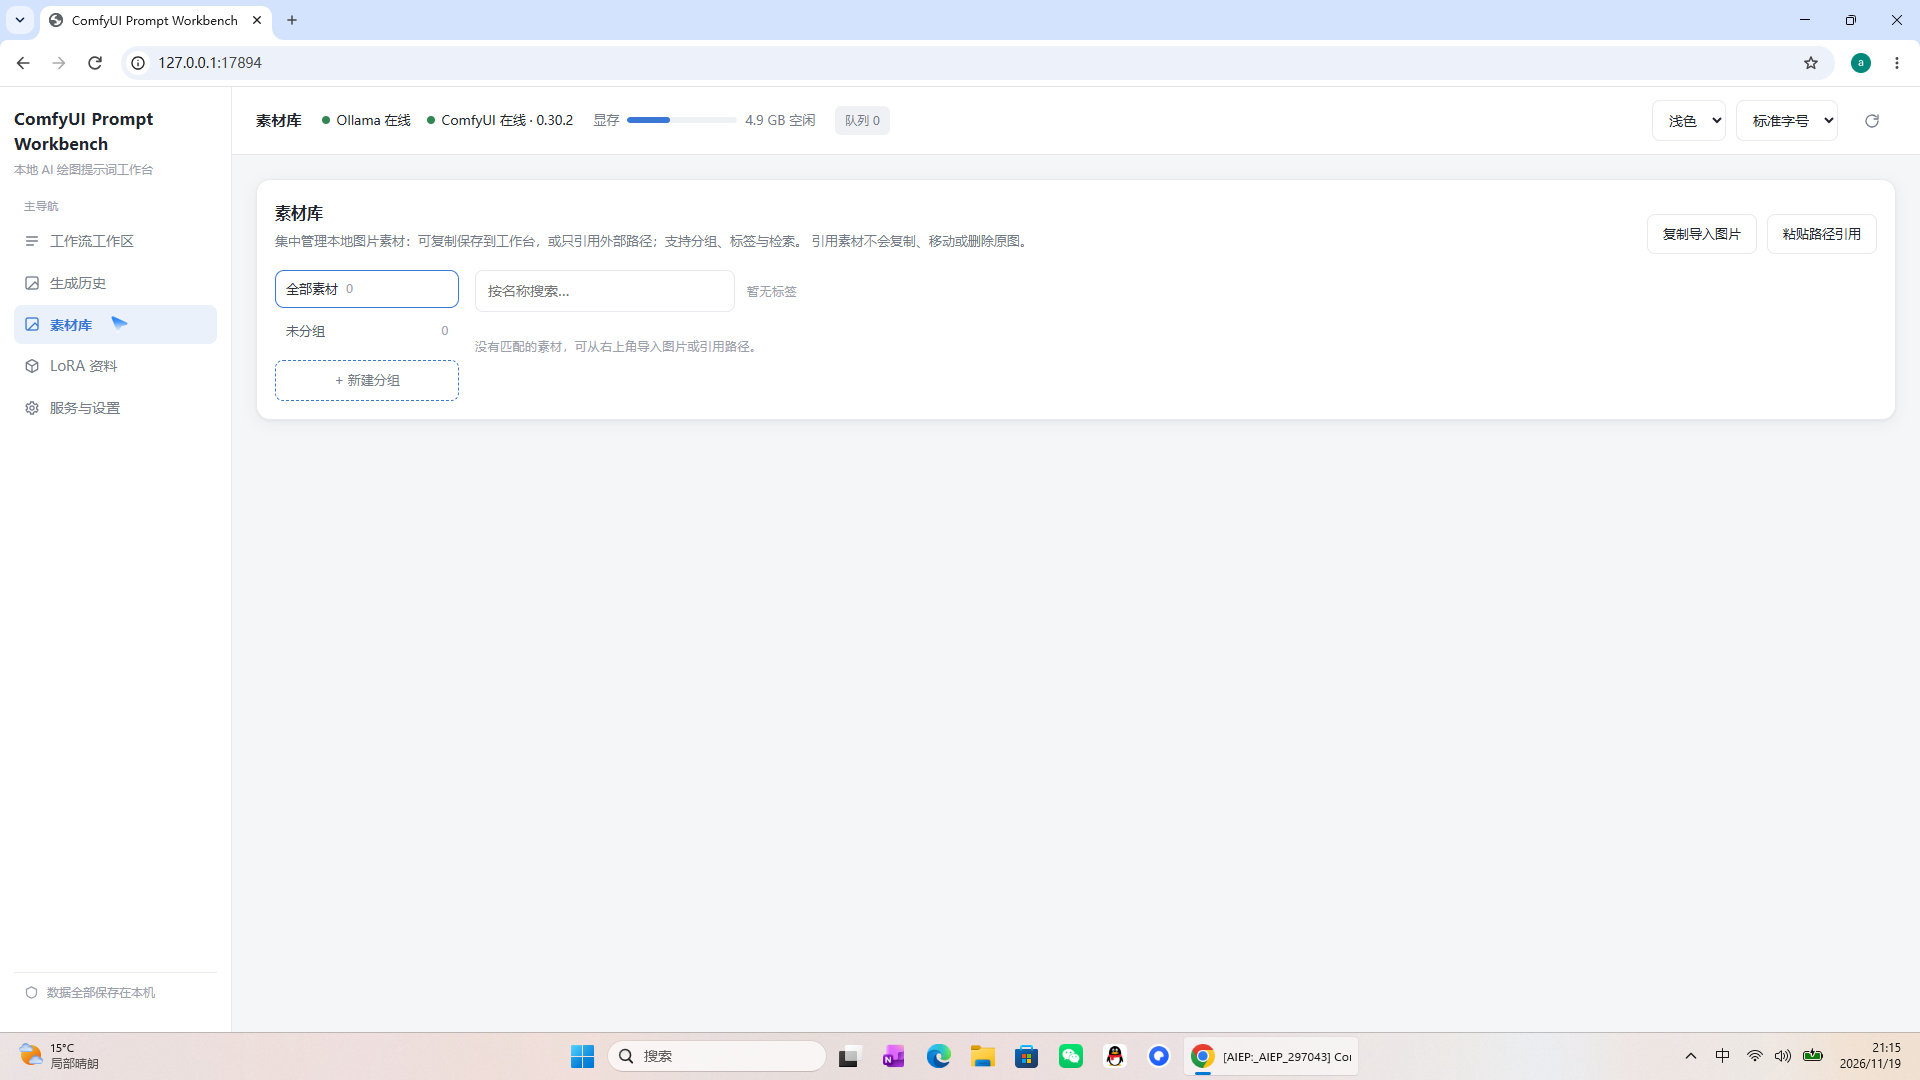 ComfyUI Prompt Workbench
127.0.0.1:17894
a
ComfyUI Prompt
Workbench
本地 AI 绘图提示词工作台
主导航
工作流工作区
生成历史
素材库
LoRA 资料
服务与设置
数据全部保存在本机
素材库
Ollama 在线
ComfyUI 在线 · 0.30.2
显存
4.9 GB 空闲
队列 0
浅色
标准字号
素材库
集中管理本地图片素材：可复制保存到工作台，或只引用外部路径；支持分组、标签与检索。 引用素材不会复制、移动或删除原图。
复制导入图片
粘贴路径引用
全部素材 0
按名称搜索...
暂无标签
未分组 0
没有匹配的素材，可从右上角导入图片或引用路径。
+ 新建分组
15°C
局部晴朗
搜索
N
[AIEP:_AIEP_297043] Coı
中
21:15
2026/11/19